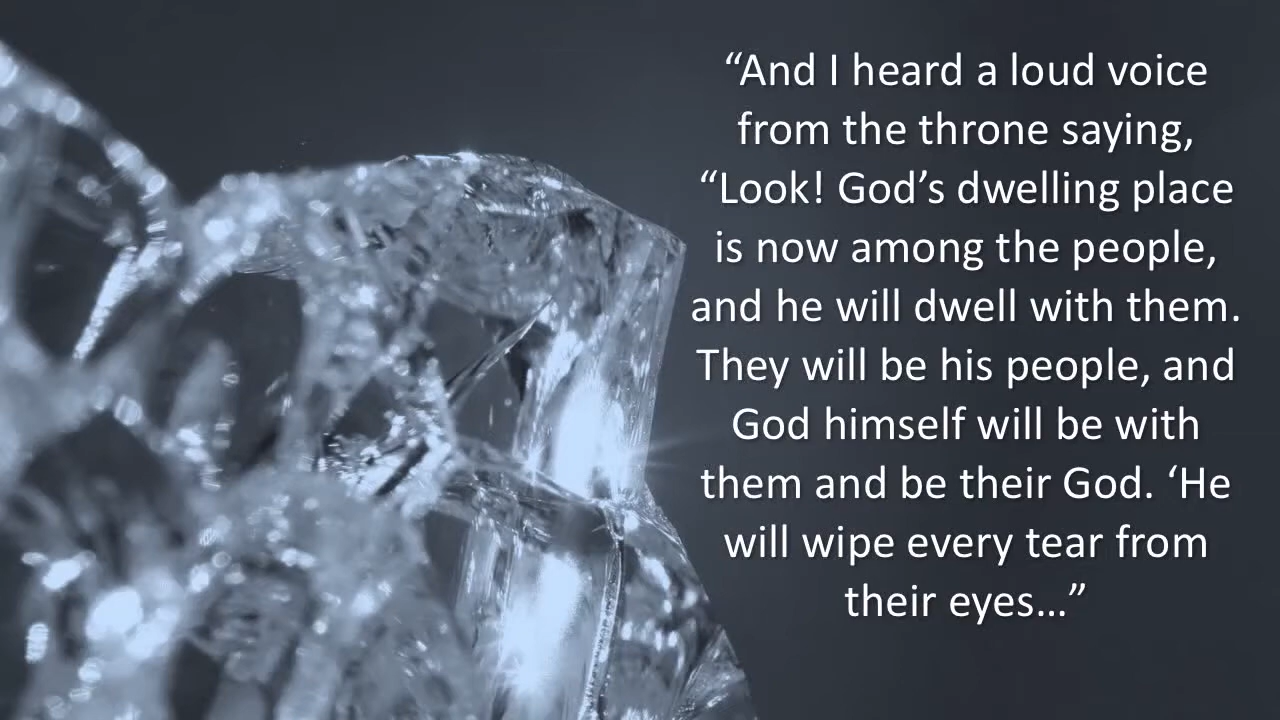 “And I heard a loud voice
from the throne saying,
“Look! God’s dwelling place
is now among the people,
and he will dwell with them.
They will be his people, and
God himself will be with
them and be their God. ‘He
will wipe every tear from
their eyes…”